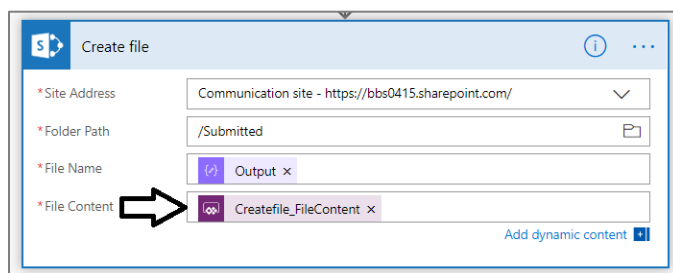 Create file
*Site Address Communication site - https://bbs0415.sharepoint.com/
*Folder Path /Submitted
*File Name Output ×
*File Content Createfile_FileContent ×
Add dynamic content